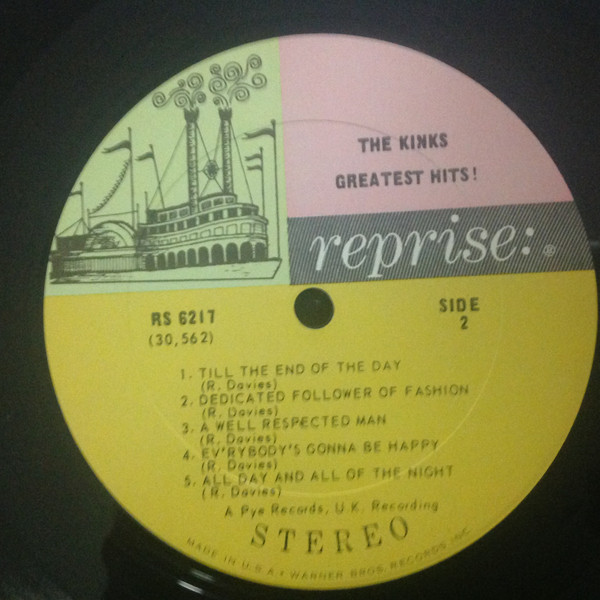 THE KINKS
GREATEST HITS!
reprise:®
RS 6217
(30,562)
SIDE
2
1. TILL THE END OF THE DAY
(R. Davies)
2. DEDICATED FOLLOWER OF FASHION
(R. Davies)
3. A WELL RESPECTED MAN
(R. Davies)
4. EV'RYBODY'S GONNA BE HAPPY
(R. Davies)
5. ALL DAY AND ALL OF THE NIGHT
(R. Davies)
A Pye Records, U.K. Recording
STEREO
MADE IN U.S.A. • WARNER BROS. RECORDS INC.